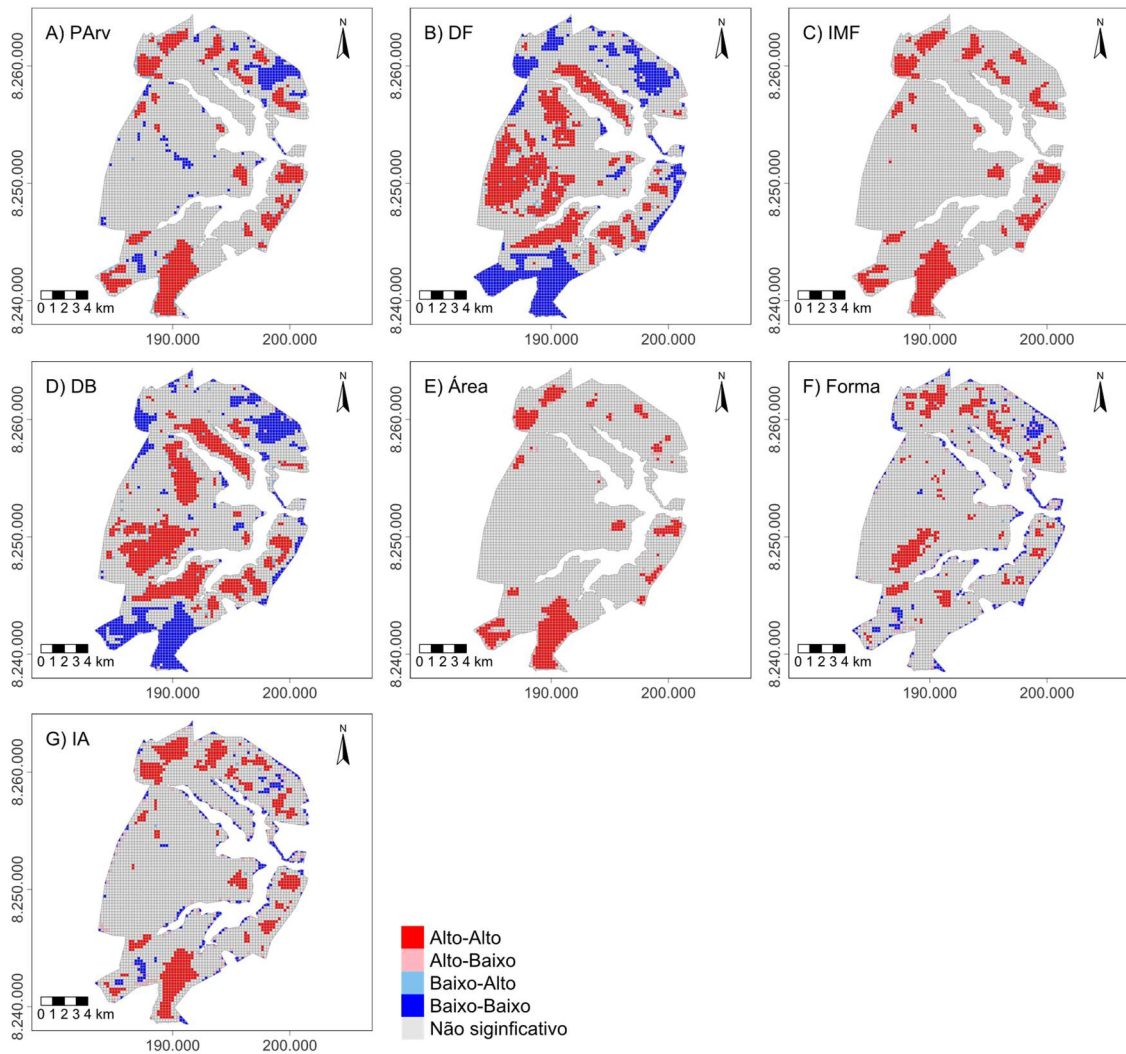 A) PArv
N
8.260.000
8.250.000
8.240.000
0 1 2 3 4 km
190.000
200.000
B) DF
N
8.260.000
8.250.000
8.240.000
0 1 2 3 4 km
190.000
200.000
C) IMF
N
8.260.000
8.250.000
8.240.000
0 1 2 3 4 km
190.000
200.000
D) DB
N
8.260.000
8.250.000
8.240.000
0 1 2 3 4 km
190.000
200.000
E) Área
N
8.260.000
8.250.000
8.240.000
0 1 2 3 4 km
190.000
200.000
F) Forma
N
8.260.000
8.250.000
8.240.000
0 1 2 3 4 km
190.000
200.000
G) IA
N
8.260.000
8.250.000
8.240.000
0 1 2 3 4 km
190.000
200.000
Alto-Alto
Alto-Baixo
Baixo-Alto
Baixo-Baixo
Não siginficativo